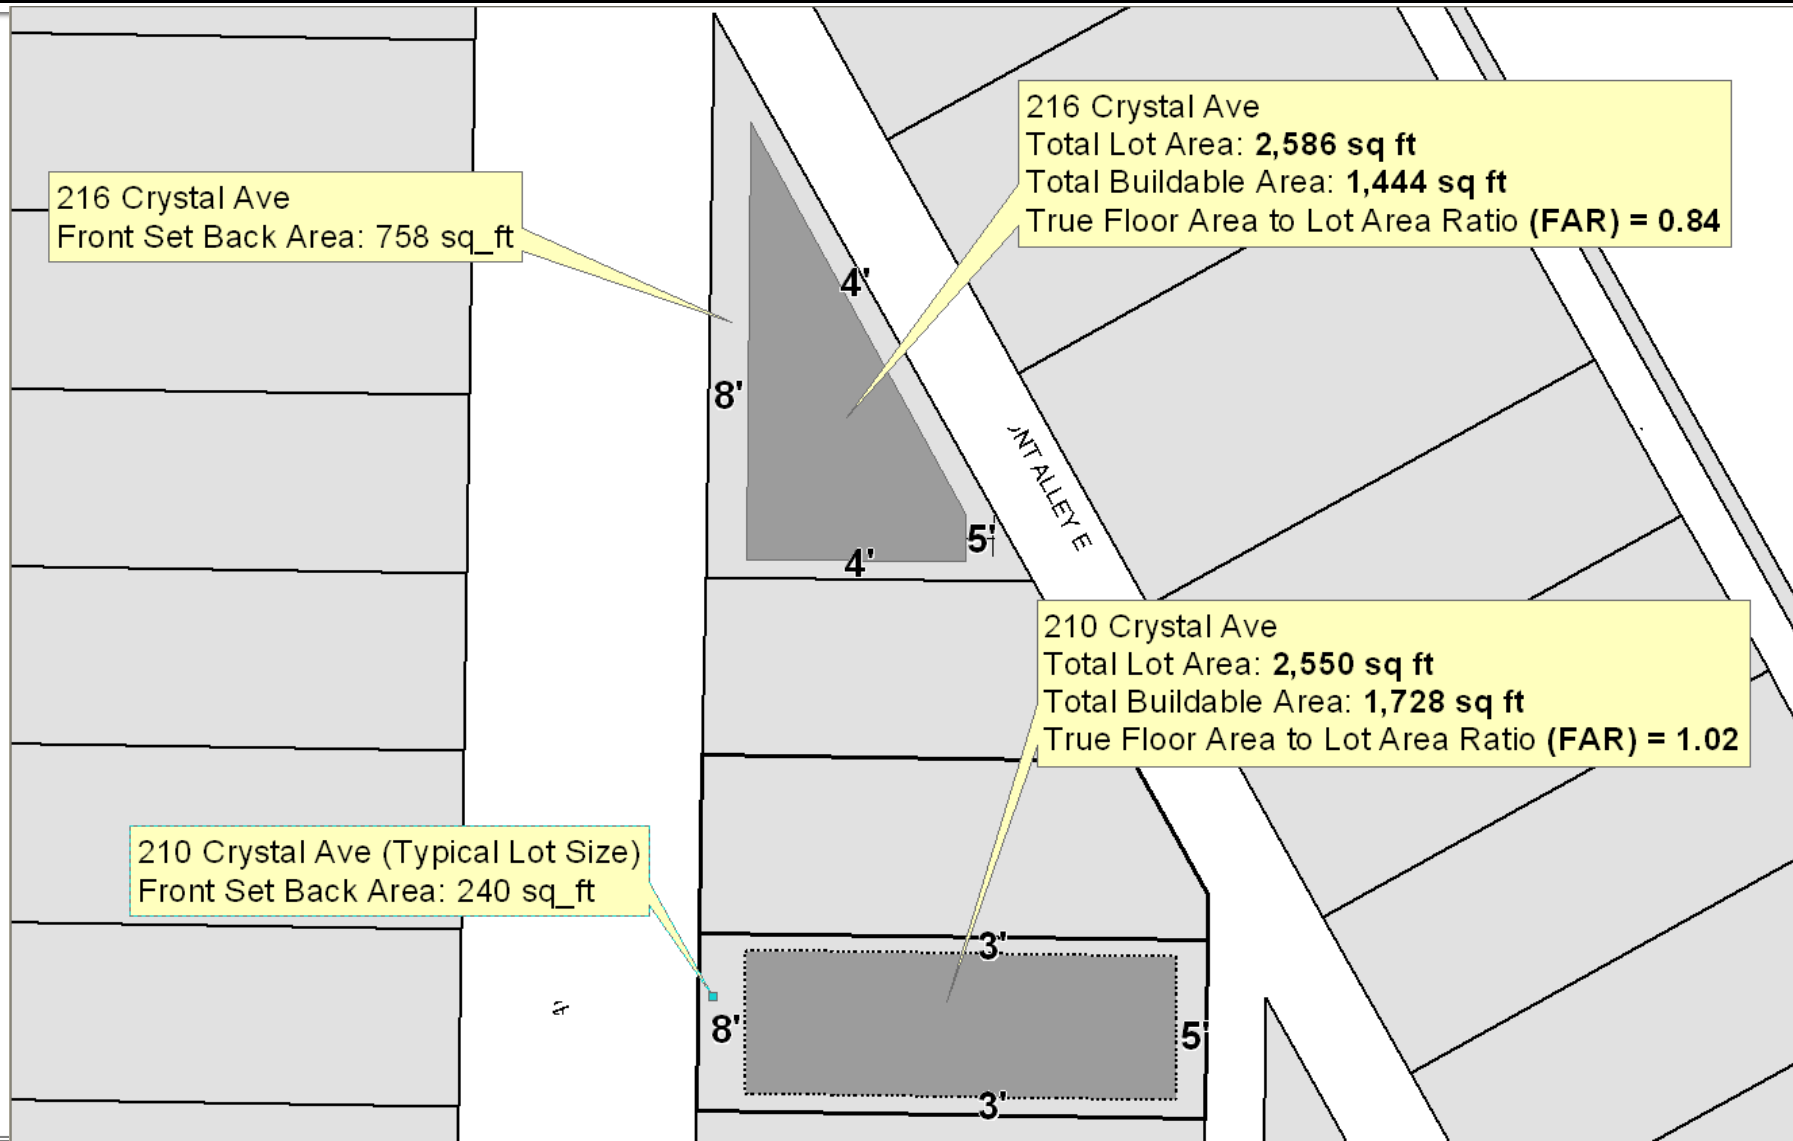 216 Crystal Ave
Total Lot Area: 2,586 sq ft
Total Buildable Area: 1,444 sq ft
True Floor Area to Lot Area Ratio (FAR) = 0.84
216 Crystal Ave
Front Set Back Area: 758 sq_ft
4'
8'
5'
4'
ALLEY E
210 Crystal Ave
Total Lot Area: 2,550 sq ft
Total Buildable Area: 1,728 sq ft
True Floor Area to Lot Area Ratio (FAR) = 1.02
210 Crystal Ave (Typical Lot Size)
Front Set Back Area: 240 sq_ft
3'
8'
5'
3'